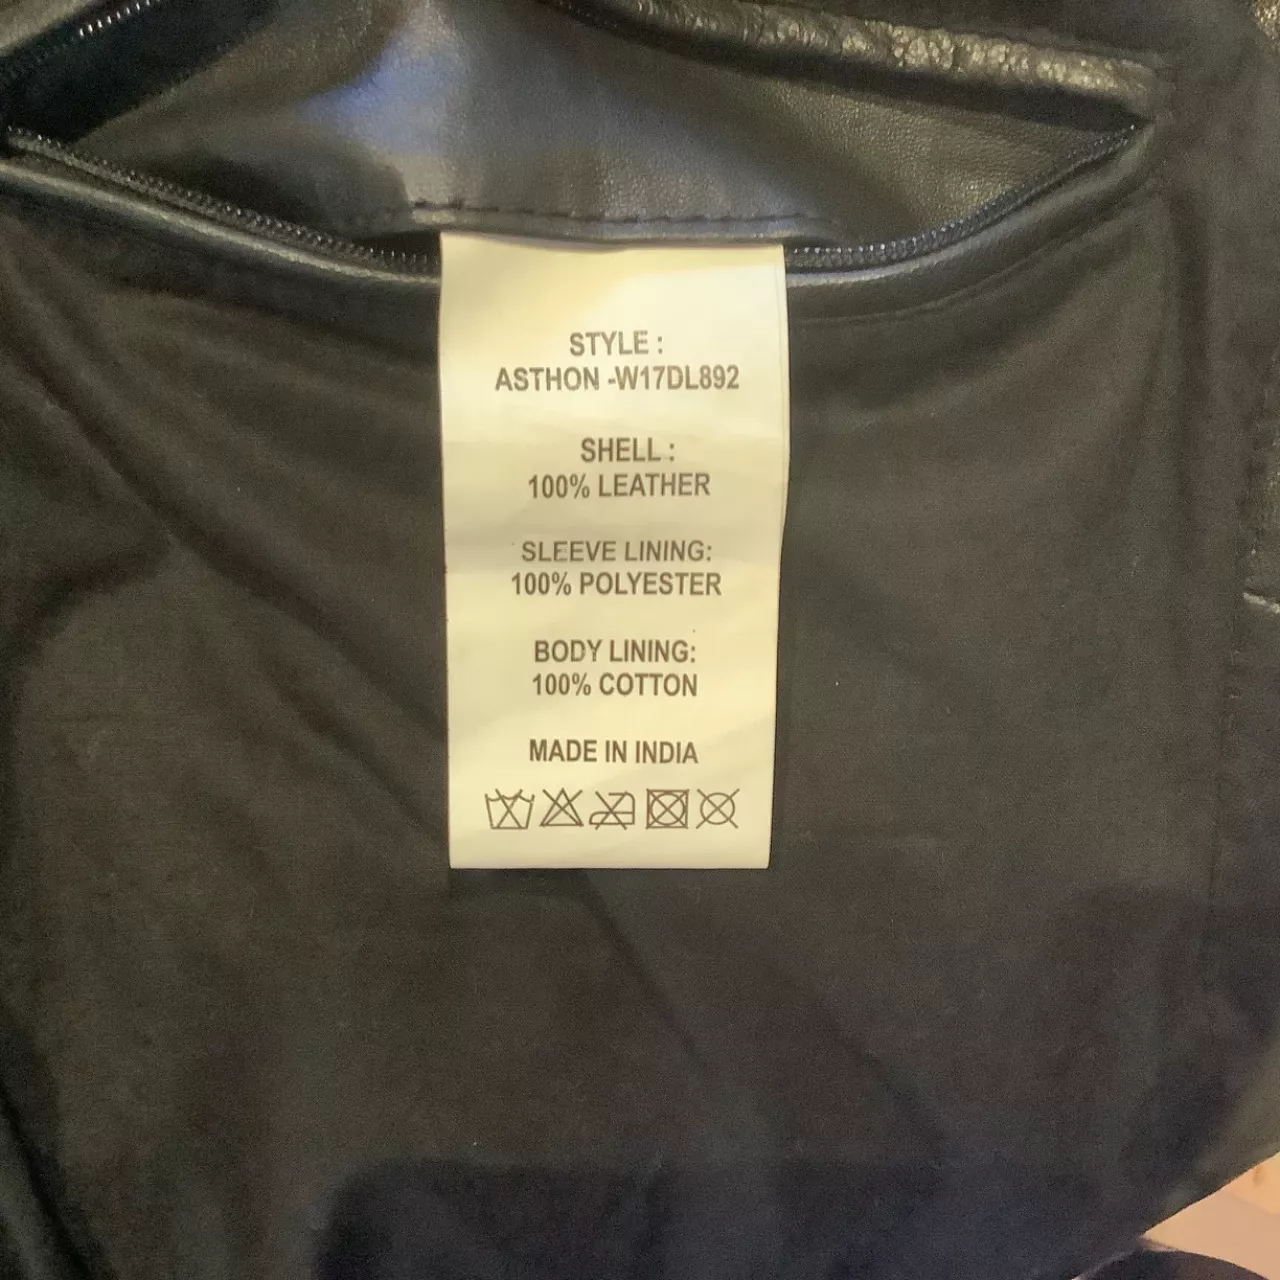 STYLE :
ASTHON -W17DL892
SHELL :
100% LEATHER
SLEEVE LINING:
100% POLYESTER
BODY LINING:
100% COTTON
MADE IN INDIA